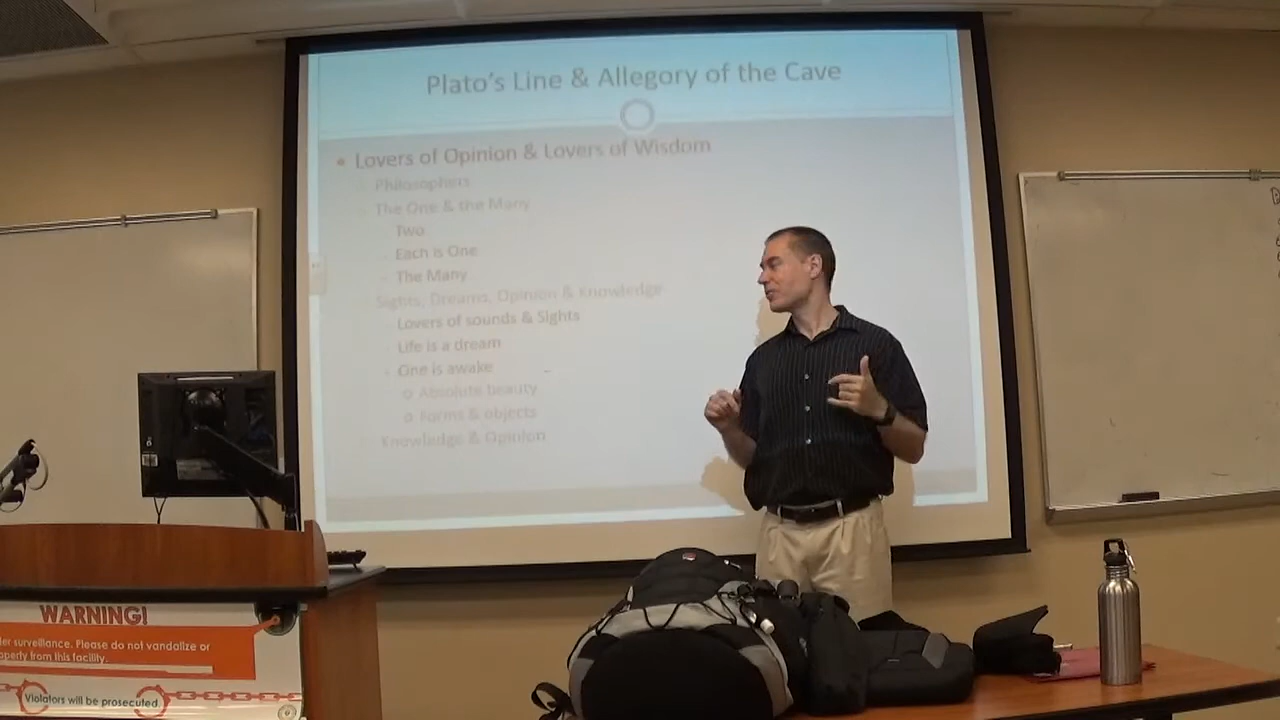 Plato's Line & Allegory of the Cave
Lovers of Opinion & Lovers of Wisdom
Philosophers
The One & the Many
Two
Each is One
The Many
Sights, Dreams, Opinion & Knowledge
Lovers of sounds & Sights
Life is a dream
One is awake
Absolute beauty
Forms & objects
Knowledge & Opinion
WARNING!
surveillance. Please do not vandalize or
from this facility.
Violators will be prosecuted.